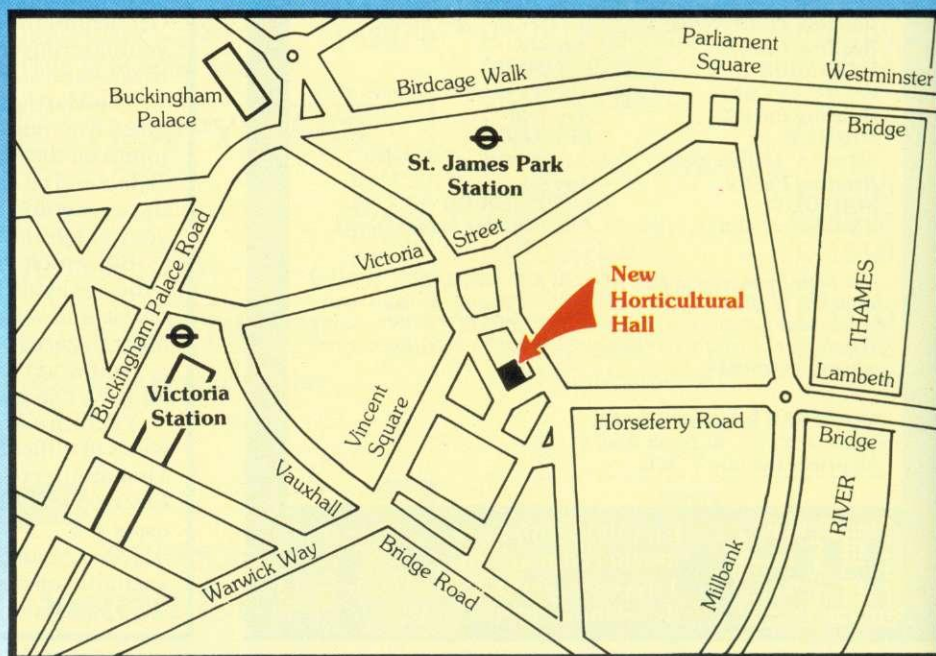 Parliament
Square
Westminster
Bridge
Birdcage Walk
Buckingham
Palace
St. James Park
Station
Victoria
Street
Buckingham Palace Road
New
Horticultural
Hall
THAMES
Lambeth
Bridge
Victoria
Station
Vincent
Square
Horseferry Road
Vauxhall
Bridge Road
Warwick Way
Millbank
RIVER